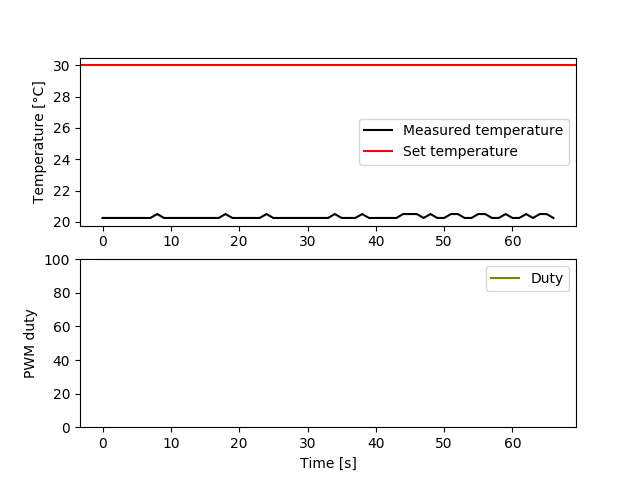 30
28
26
24
22
20
Temperature [°C]
Measured temperature
Set temperature
0 10 20 30 40 50 60
100
80
60
40
20
0
PWM duty
Duty
0 10 20 30 40 50 60
Time [s]